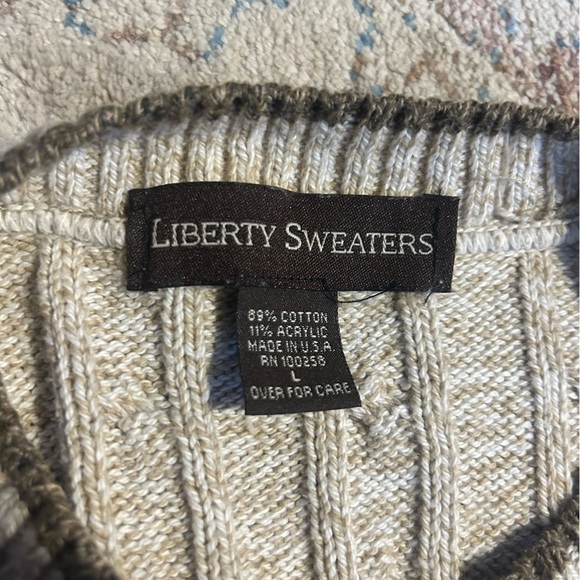 LIBERTY SWEATERS
89% COTTON
11% ACRYLIC
MADE IN U.S.A.
RN 100258
L
OVER FOR CARE